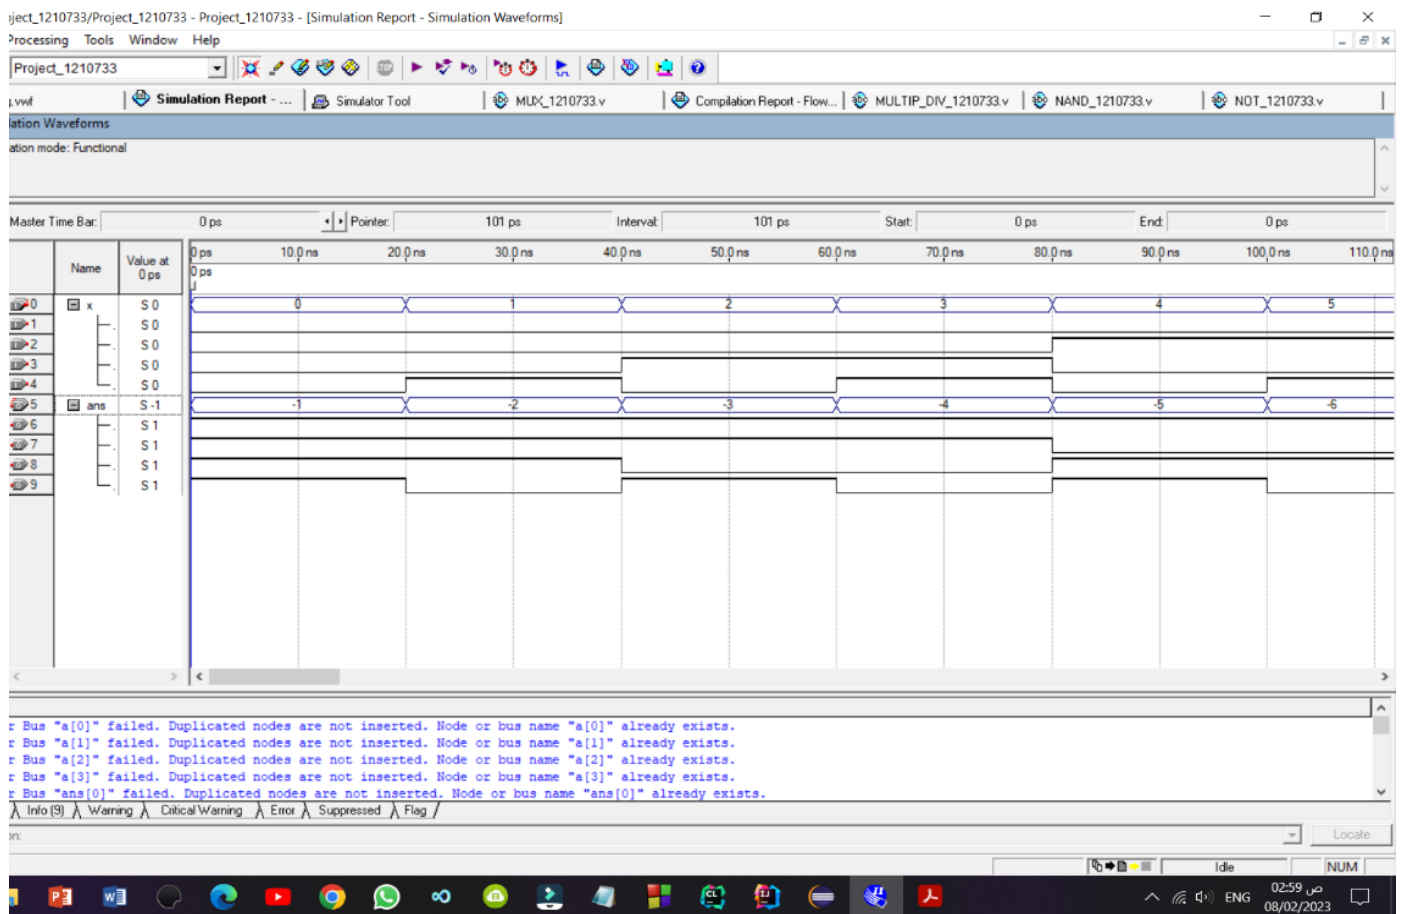 ject_1210733/Project_1210733 - Project_1210733 - [Simulation Report - Simulation Waveforms]
Processing Tools Window Help
Project_1210733
.vwf Simulation Report - ... Simulator Tool MUX_1210733.v Compilation Report - Flow... MULTIP_DIV_1210733.v NAND_1210733.v NOT_1210733.v
lation Waveforms
ation mode: Functional
Master Time Bar: 0 ps Pointer: 101 ps Interval: 101 ps Start: 0 ps End: 0 ps
Name Value at 0 ps 0 ps 10.0 ns 20.0 ns 30.0 ns 40.0 ns 50.0 ns 60.0 ns 70.0 ns 80.0 ns 90.0 ns 100.0 ns 110.0 ns
0 ps
0 x S 0 0 1 2 3 4 5
1 S 0
2 S 0
3 S 0
4 S 0
5 ans S -1 -1 -2 -3 -4 -5 -6
6 S 1
7 S 1
8 S 1
9 S 1
r Bus "a[0]" failed. Duplicated nodes are not inserted. Node or bus name "a[0]" already exists.
r Bus "a[1]" failed. Duplicated nodes are not inserted. Node or bus name "a[1]" already exists.
r Bus "a[2]" failed. Duplicated nodes are not inserted. Node or bus name "a[2]" already exists.
r Bus "a[3]" failed. Duplicated nodes are not inserted. Node or bus name "a[3]" already exists.
r Bus "ans[0]" failed. Duplicated nodes are not inserted. Node or bus name "ans[0]" already exists.
Info (9) Warning Critical Warning Error Suppressed Flag
on: Locate
Idle NUM
ENG 02:59 ص
08/02/2023